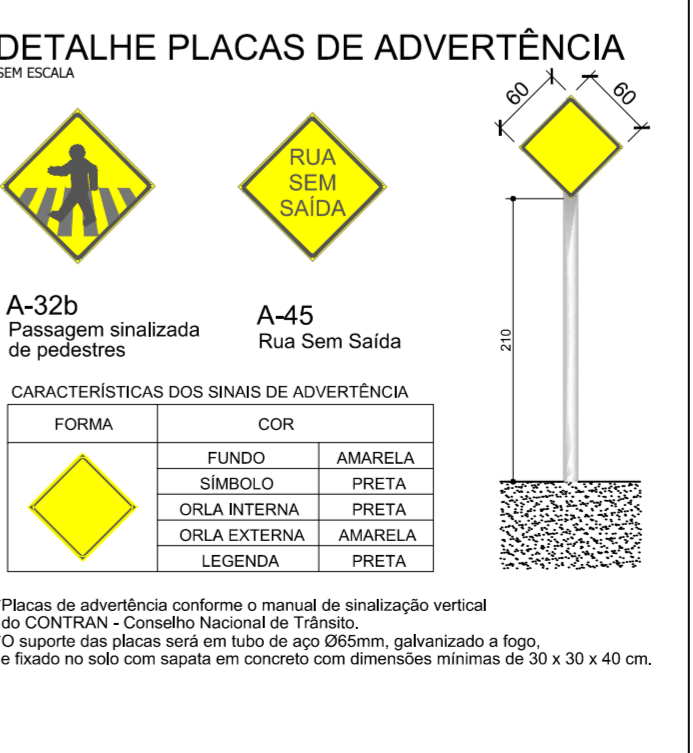 DETALHE PLACAS DE ADVERTÊNCIA
SEM ESCALA
60
60
RUA
SEM
SAÍDA
A-32b
Passagem sinalizada
de pedestres
A-45
Rua Sem Saída
210
CARACTERÍSTICAS DOS SINAIS DE ADVERTÊNCIA
FORMA COR
FUNDO AMARELA
SÍMBOLO PRETA
ORLA INTERNA PRETA
ORLA EXTERNA AMARELA
LEGENDA PRETA
*Placas de advertência conforme o manual de sinalização vertical
do CONTRAN - Conselho Nacional de Trânsito.
*O suporte das placas será em tubo de aço Ø65mm, galvanizado a fogo,
e fixado no solo com sapata em concreto com dimensões mínimas de 30 x 30 x 40 cm.